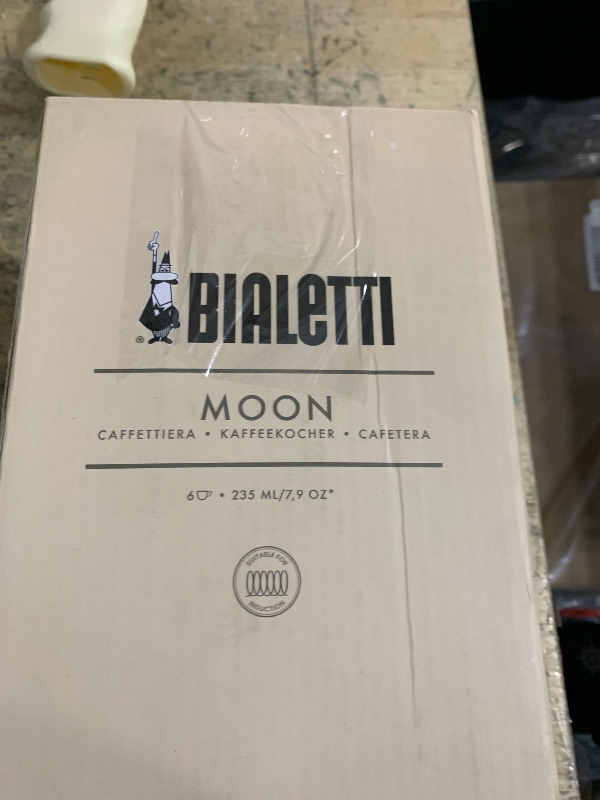 BIALETTI
®
MOON
CAFFETTIERA • KAFFEEKOCHER • CAFETERA
6 • 235 ML/7,9 OZ*
SUITABLE FOR
INDUCTION